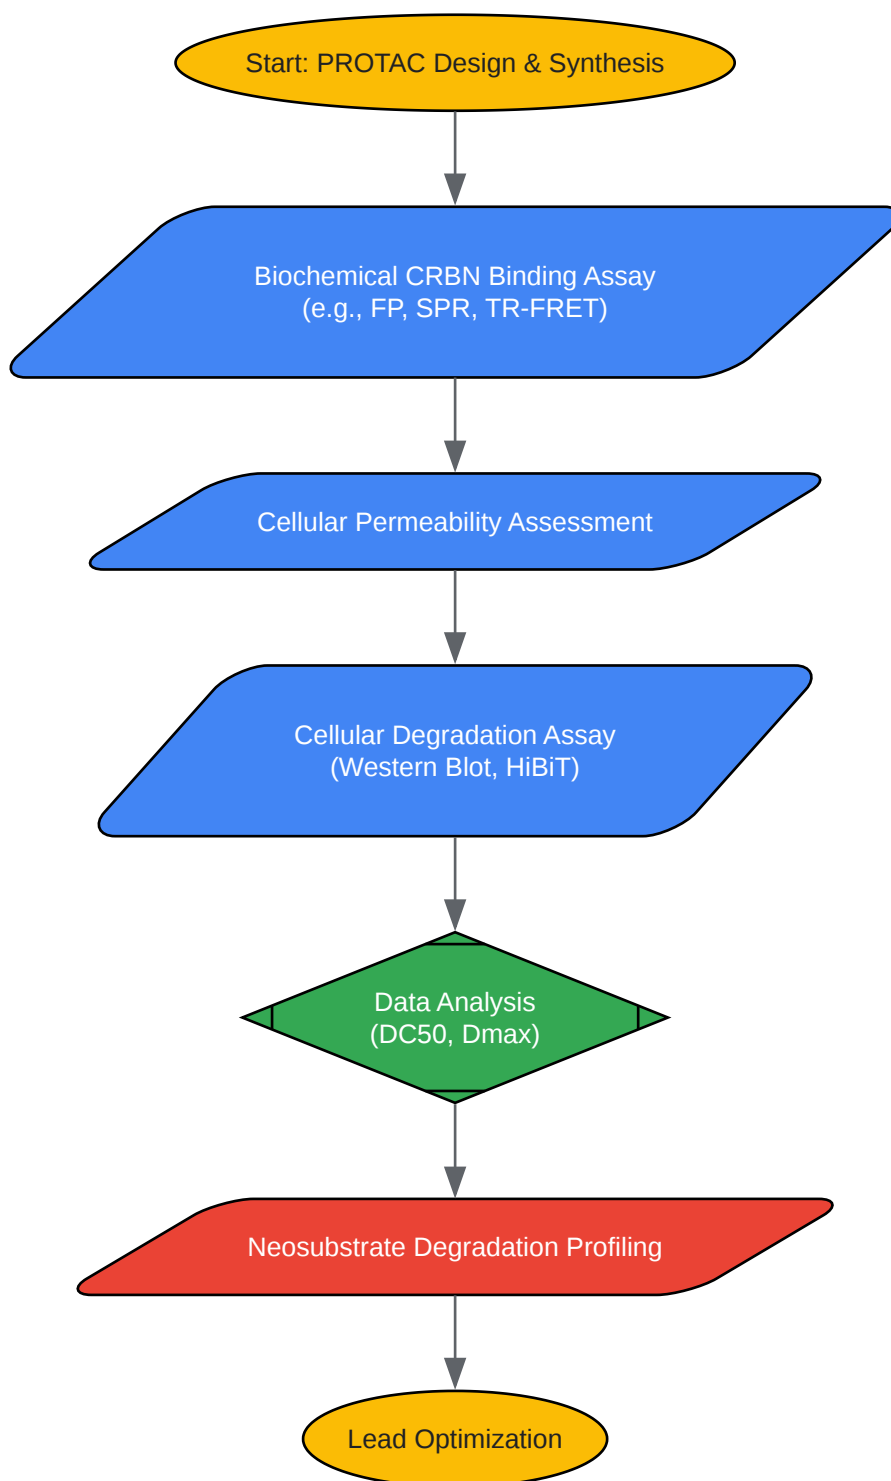 Start: PROTAC Design & Synthesis
Biochemical CRBN Binding Assay
(e.g., FP, SPR, TR-FRET)
Cellular Permeability Assessment
Cellular Degradation Assay
(Western Blot, HiBiT)
Data Analysis
(DC50, Dmax)
Neosubstrate Degradation Profiling
Lead Optimization